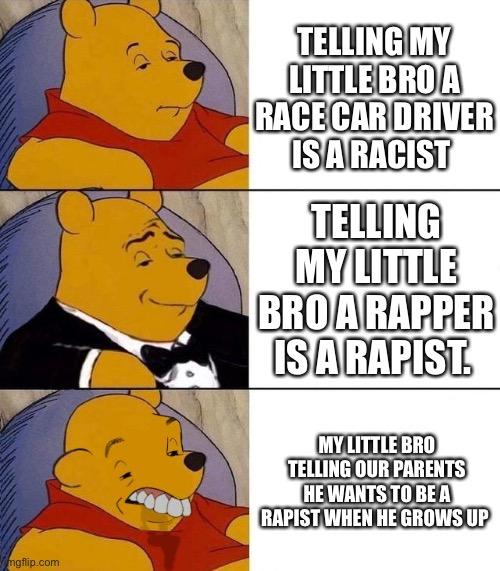 TELLING MY
LITTLE BRO A
RACE CAR DRIVER
IS A RACIST
TELLING
MY LITTLE
BRO A RAPPER
IS A RAPIST.
MY LITTLE BRO
TELLING OUR PARENTS
HE WANTS TO BE A
RAPIST WHEN HE GROWS UP
imgflip.com